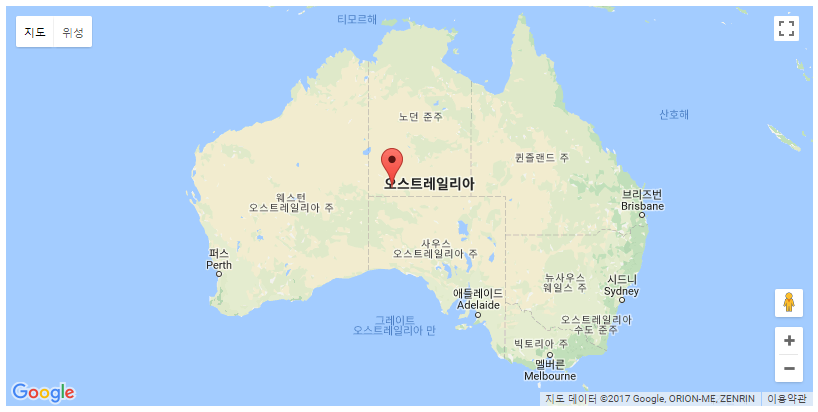 티모르해
지도 위성
노던 준주
산호해
퀸즐랜드 주
오스트레일리아
웨스턴
오스트레일리아 주
브리즈번
Brisbane
사우스
오스트레일리아 주
퍼스
Perth
뉴사우스
웨일스 주
시드니
Sydney
애들레이드
Adelaide
그레이트
오스트레일리아 만
오스트레일리아
수도 준주
빅토리아 주
멜버른
Melbourne
Google
지도 데이터 ©2017 Google, ORION-ME, ZENRIN
이용약관